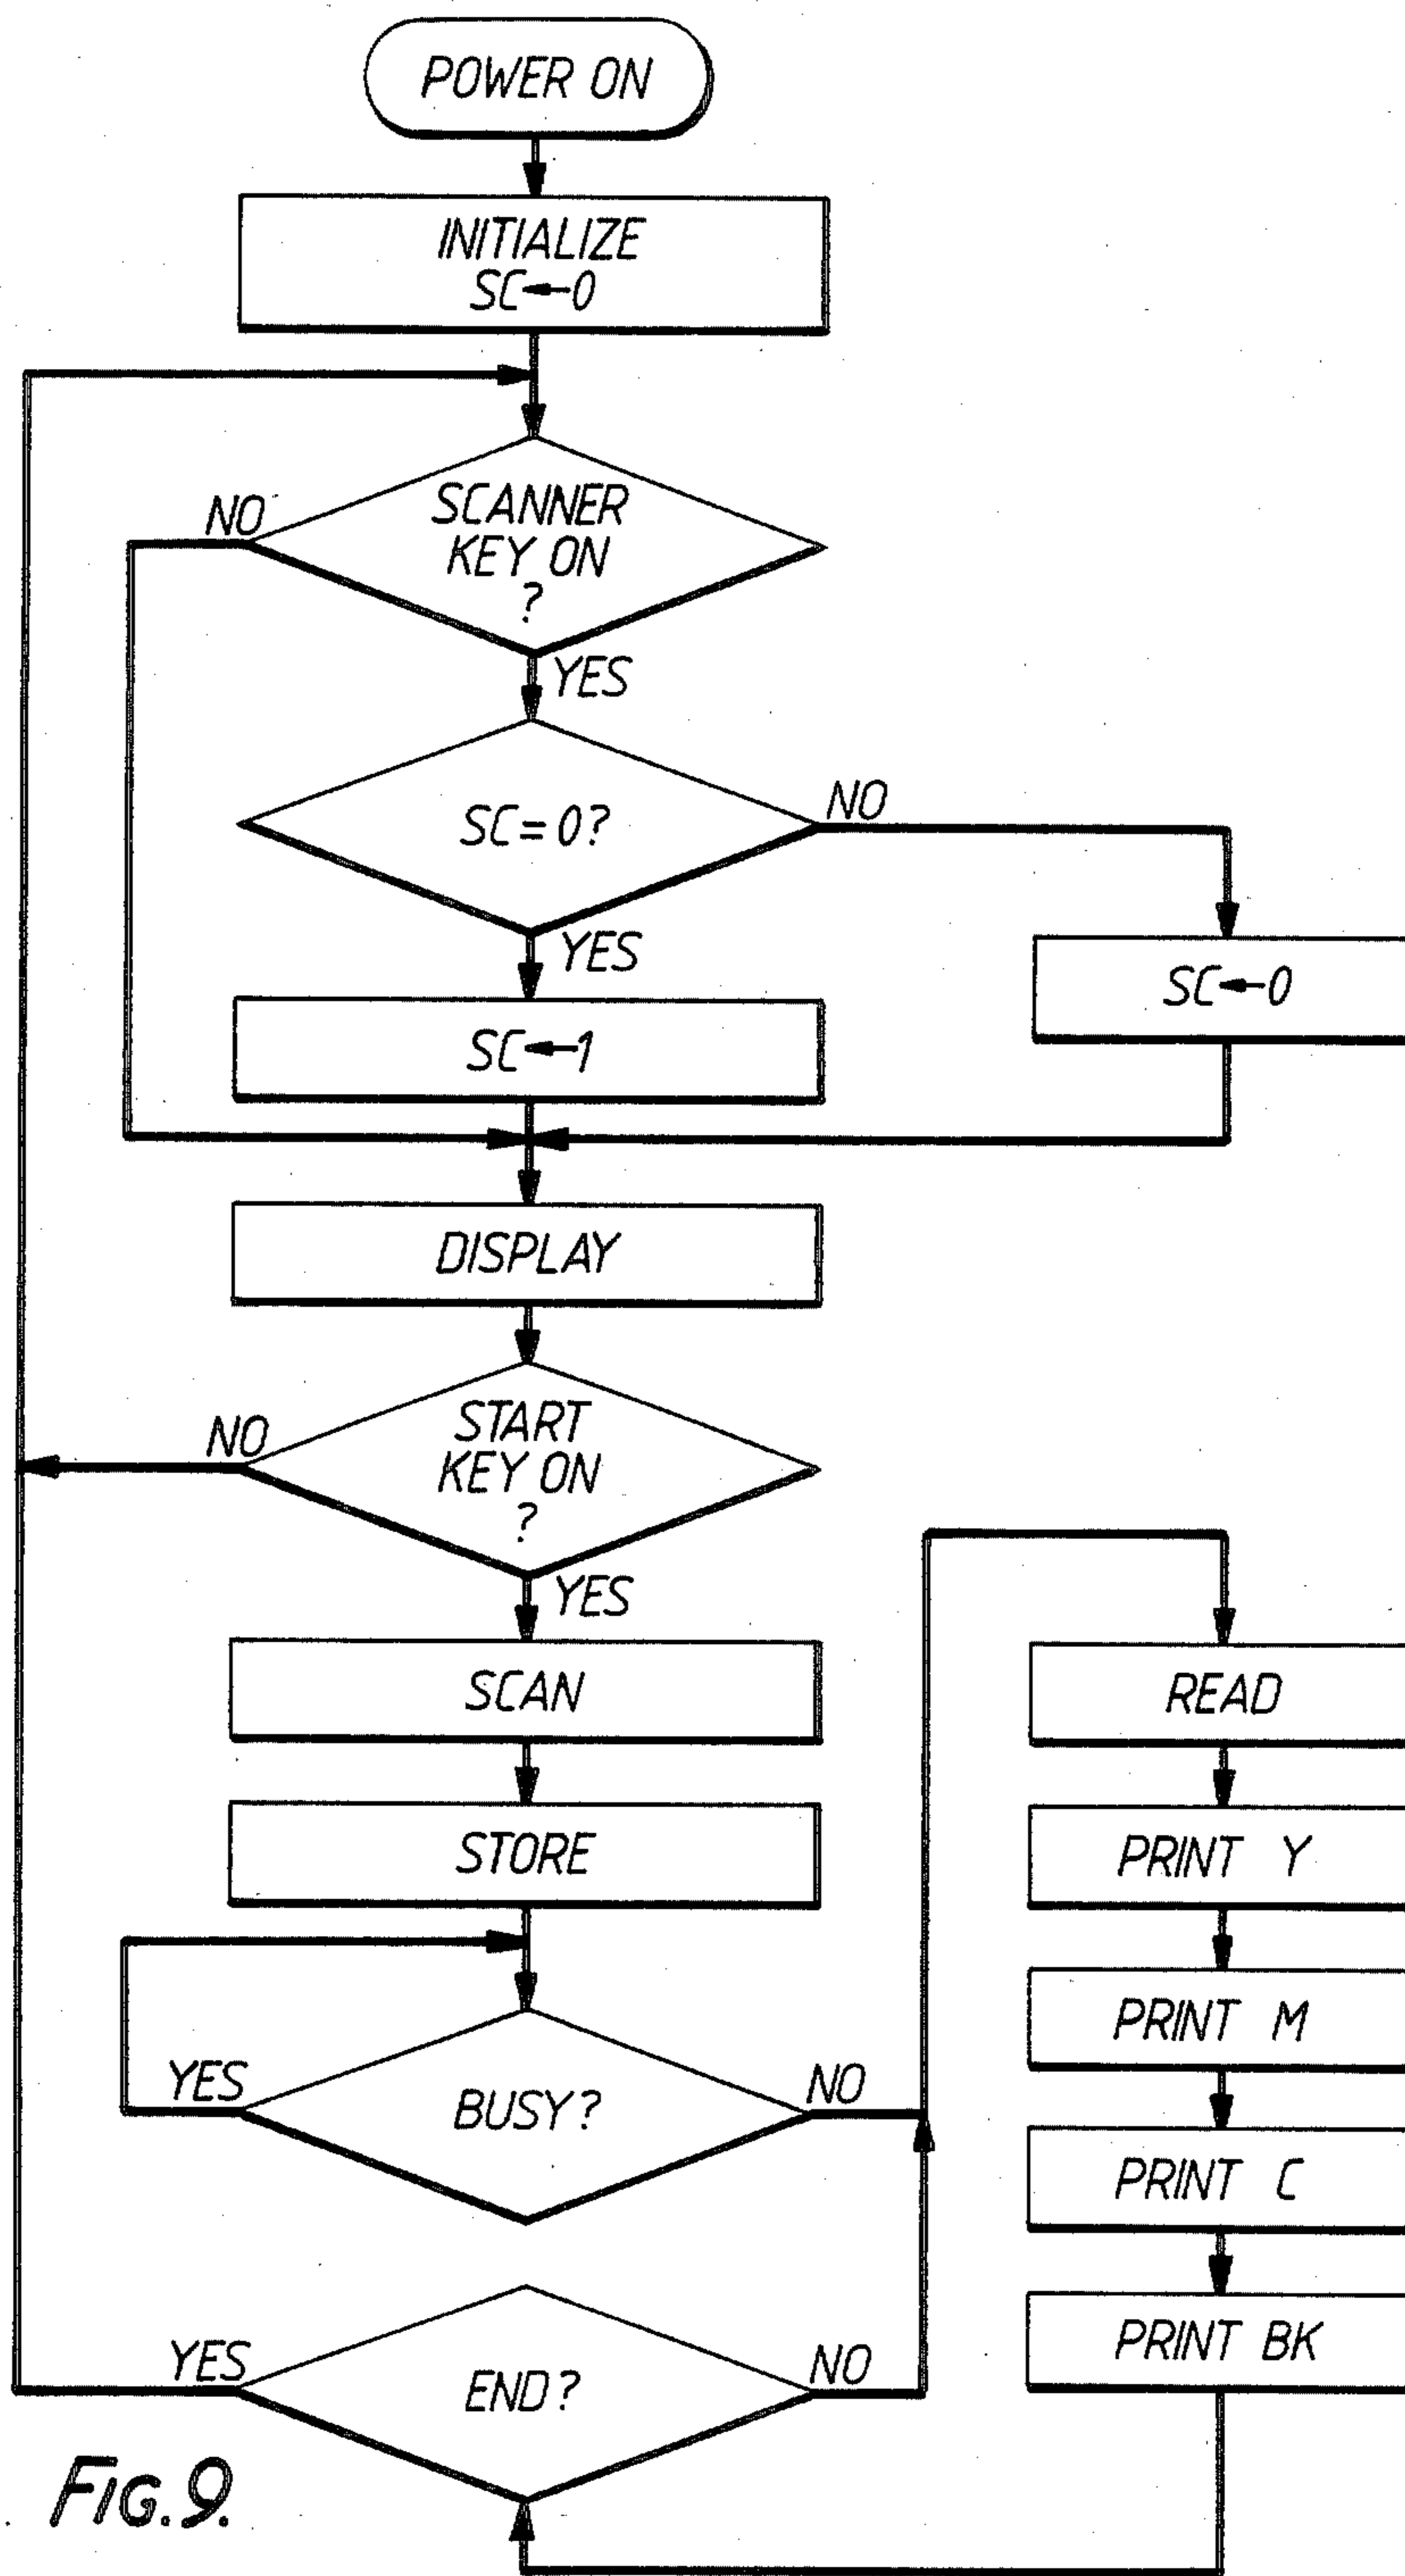 POWER ON
INITIALIZE
SC←0
NO
SCANNER
KEY ON
?
YES
SC=0?
NO
YES
SC←0
SC←1
DISPLAY
NO
START
KEY ON
?
YES
SCAN
READ
STORE
PRINT Y
PRINT M
YES
BUSY?
NO
PRINT C
PRINT BK
YES
END?
NO
FIG.9.